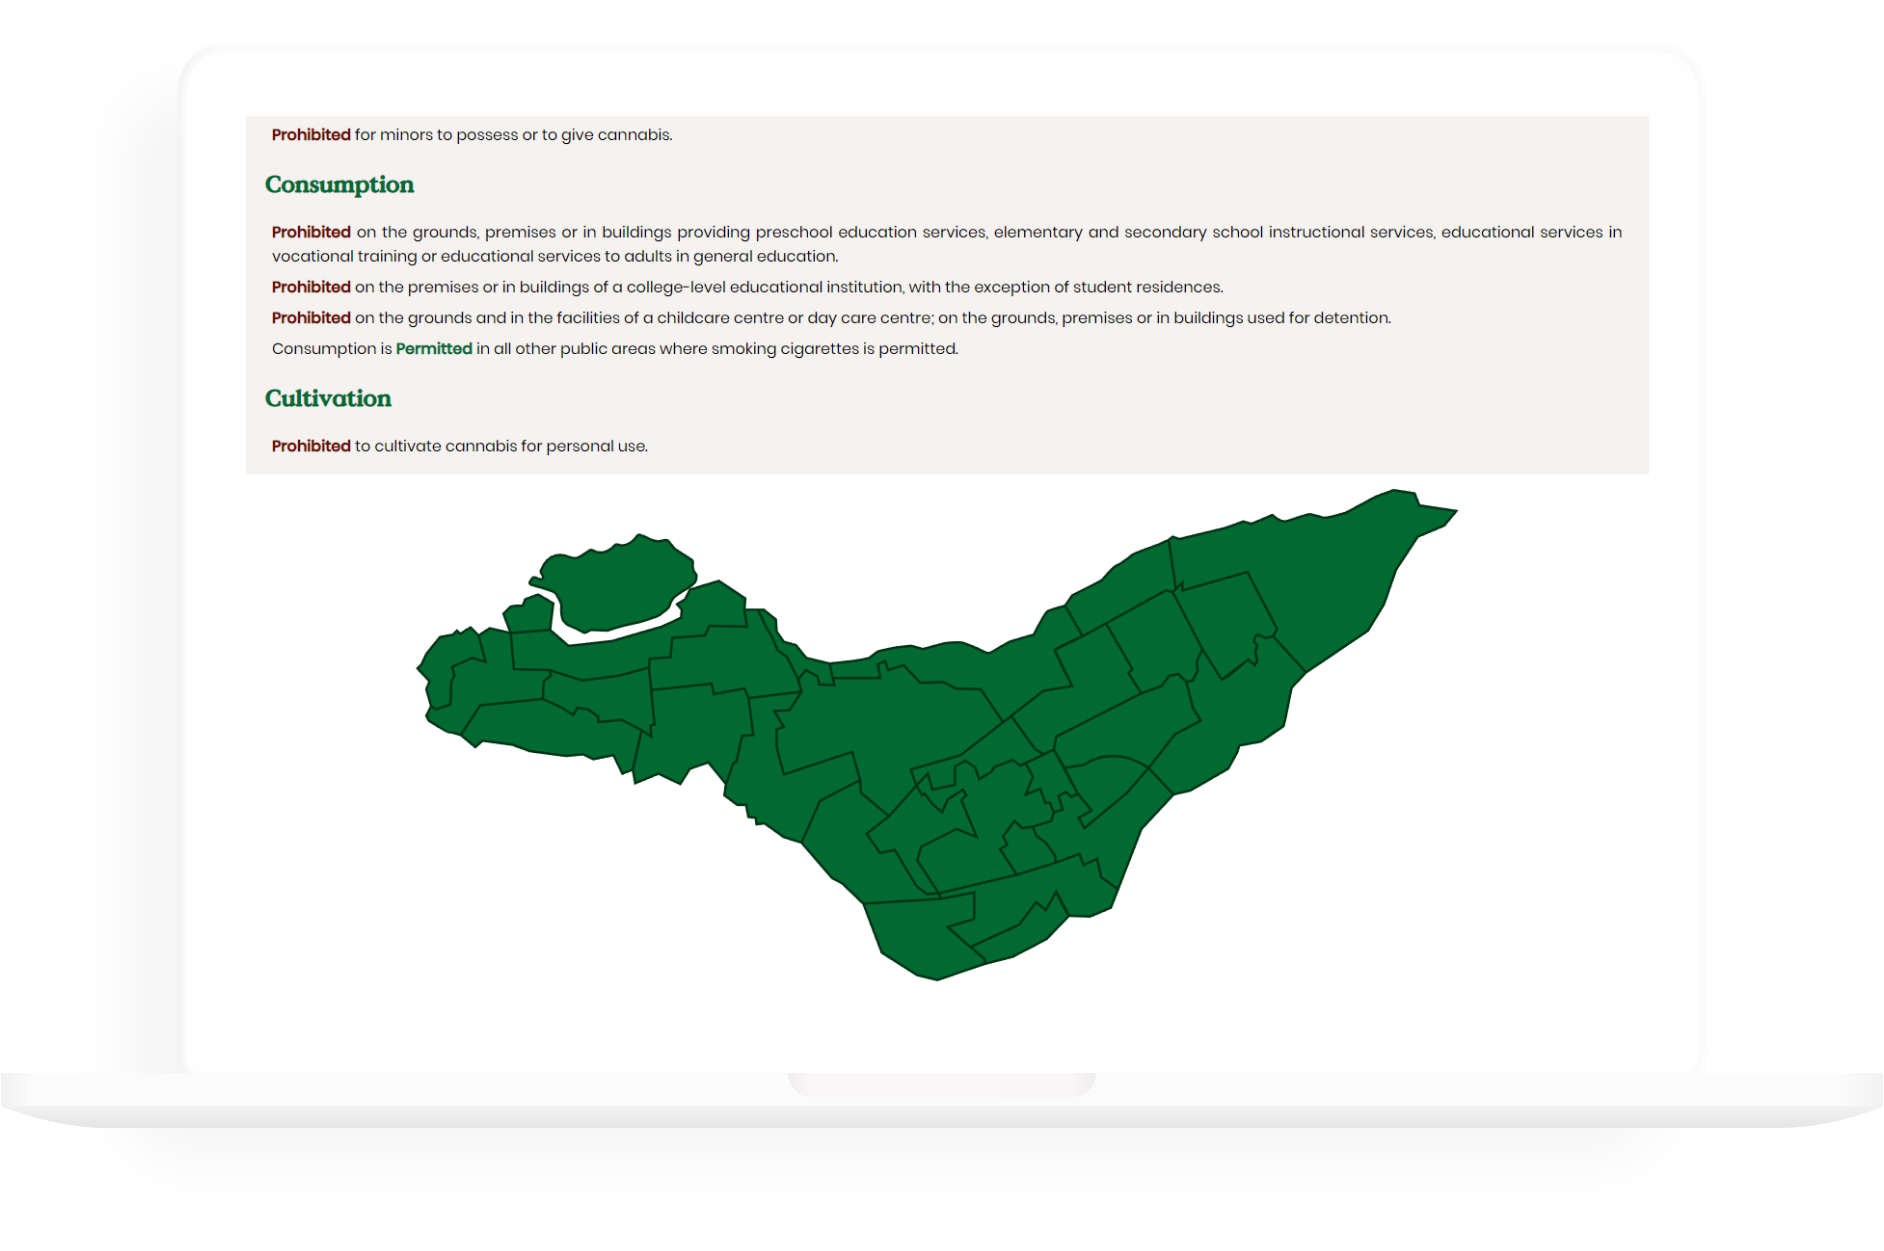 Prohibited for minors to possess or to give cannabis.
Consumption
Prohibited on the grounds, premises or in buildings providing preschool education services, elementary and secondary school instructional services, educational services in
vocational training or educational services to adults in general education.
Prohibited on the premises or in buildings of a college-level educational institution, with the exception of student residences.
Prohibited on the grounds and in the facilities of a childcare centre or day care centre; on the grounds, premises or in buildings used for detention.
Consumption is Permitted in all other public areas where smoking cigarettes is permitted.
Cultivation
Prohibited to cultivate cannabis for personal use.